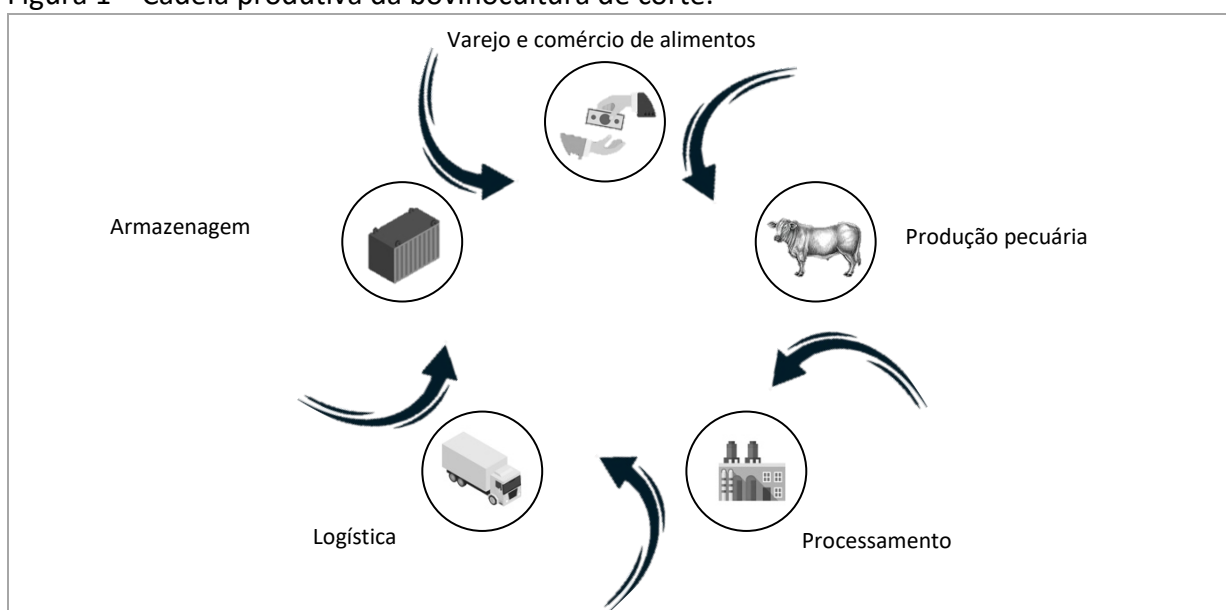 Figura 1 – Cadeia produtiva da bovinocultura de corte.
Varejo e comércio de alimentos
Armazenagem
Produção pecuária
Logística
Processamento